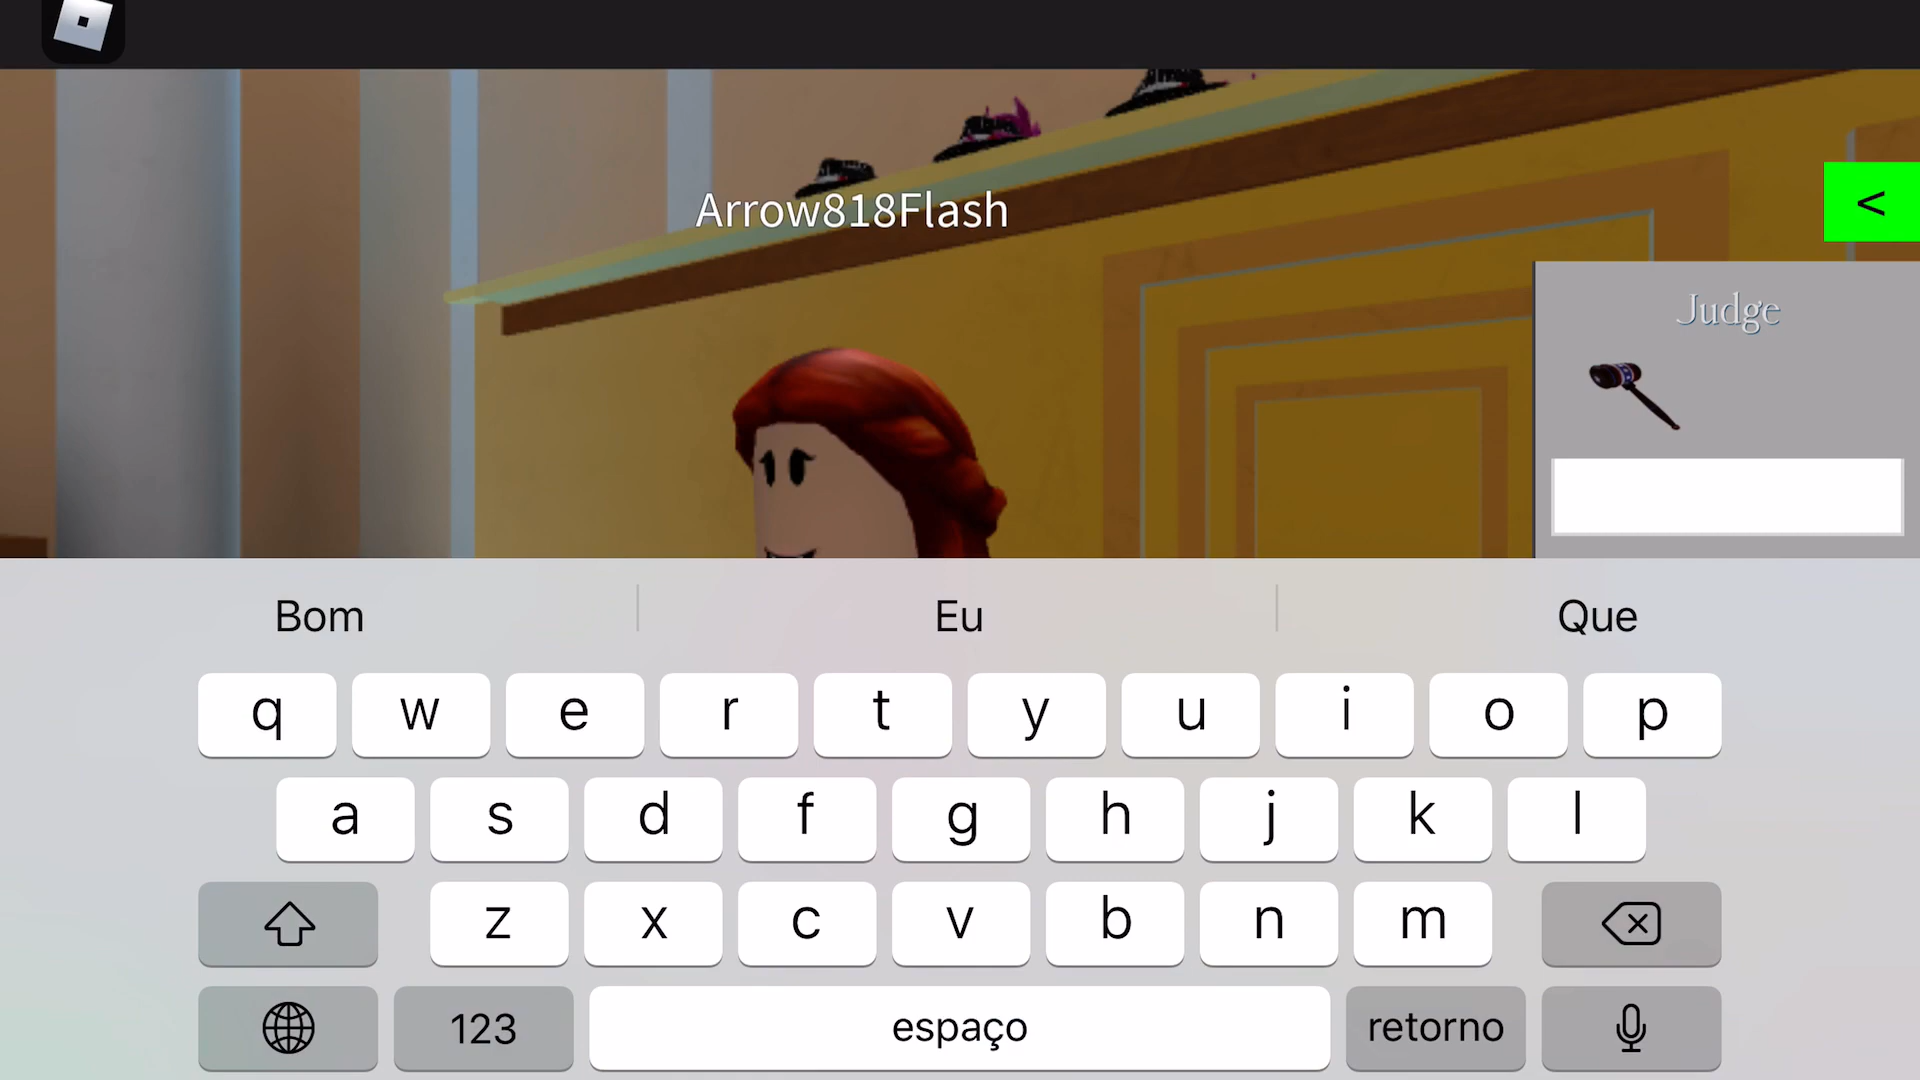 Arrow818Flash
<
Judge
Bom Eu Que
q w e r t y u i o p
a s d f g h j k l
z x c v b n m
123 espaço retorno